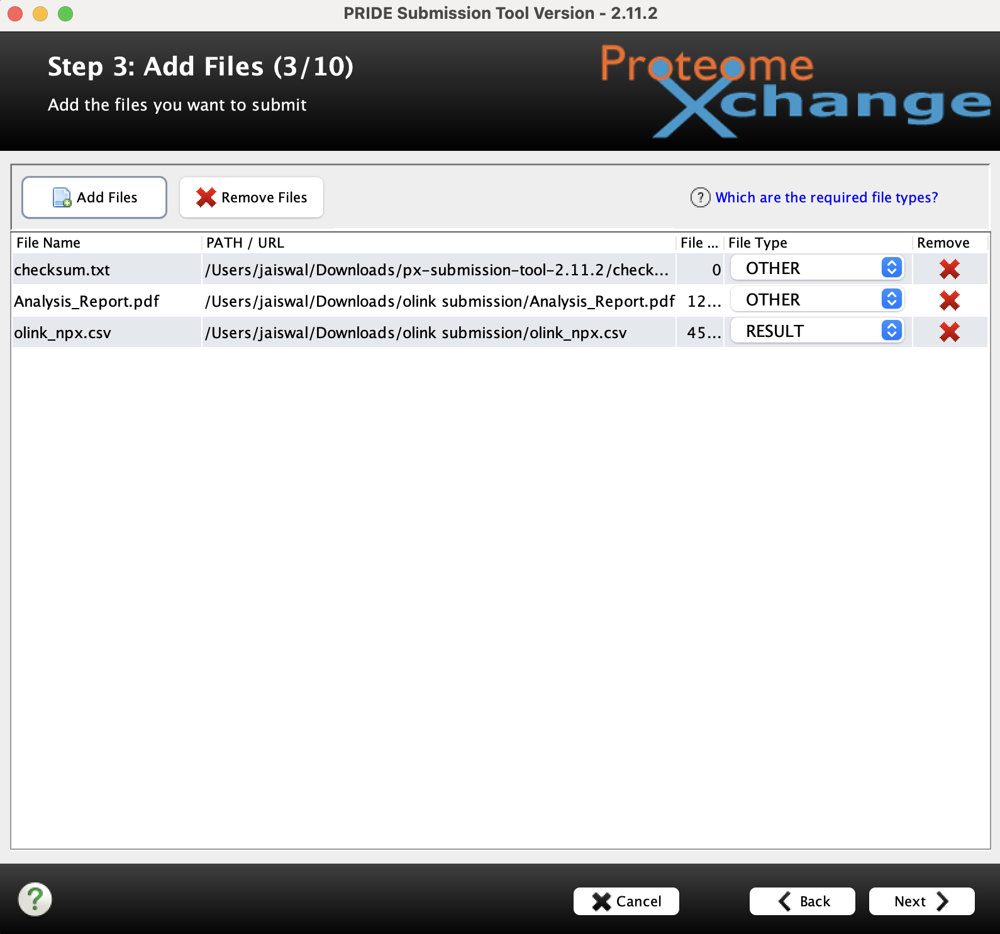 PRIDE Submission Tool Version - 2.11.2
Step 3: Add Files (3/10)
Add the files you want to submit
Proteome
Xchange
Add Files
Remove Files
? Which are the required file types?
File Name PATH / URL File ... File Type Remove
checksum.txt /Users/jaiswal/Downloads/px-submission-tool-2.11.2/check... 0 OTHER
Analysis_Report.pdf /Users/jaiswal/Downloads/olink submission/Analysis_Report.pdf 12... OTHER
olink_npx.csv /Users/jaiswal/Downloads/olink submission/olink_npx.csv 45... RESULT
? Cancel Back Next